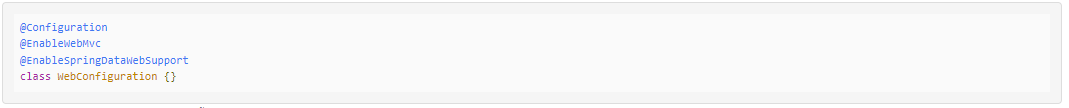 @Configuration
@EnableWebMvc
@EnableSpringDataWebSupport
class WebConfiguration {}